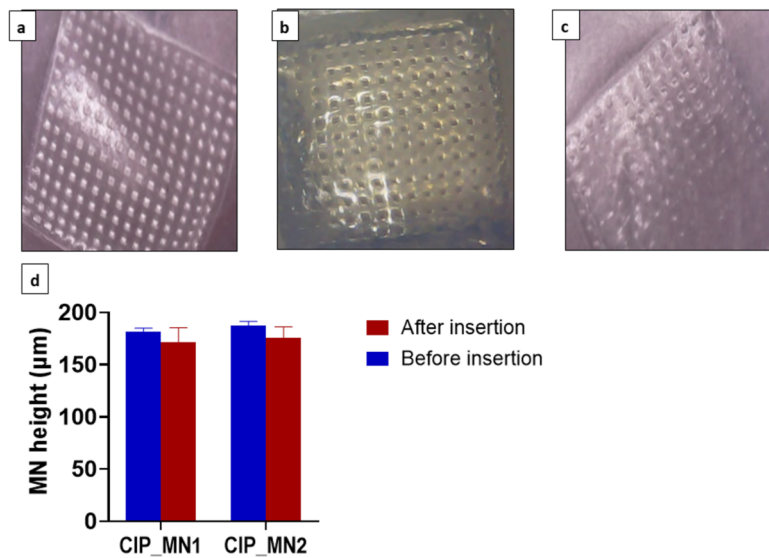 a
b
c
d
MN height (µm)
200
150
100
50
0
CIP_MN1
CIP_MN2
After insertion
Before insertion